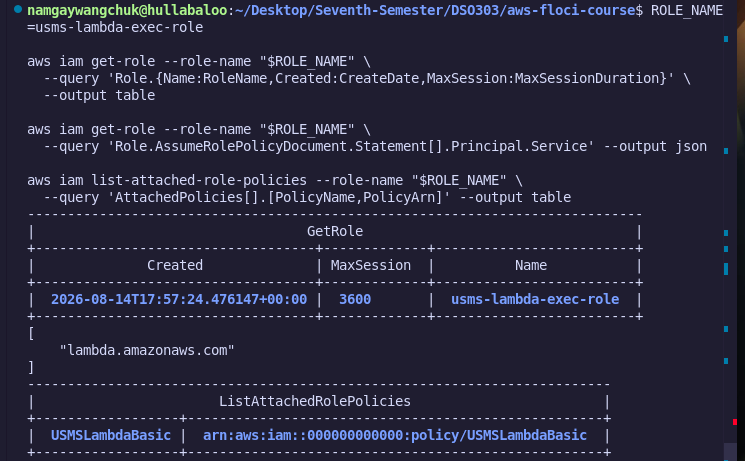 namgaywangchuk@hullabaloo:~/Desktop/Seventh-Semester/DSO303/aws-floci-course$ ROLE_NAME
=usms-lambda-exec-role

aws iam get-role --role-name "$ROLE_NAME" \
  --query 'Role.{Name:RoleName,Created:CreateDate,MaxSession:MaxSessionDuration}' \
  --output table

aws iam get-role --role-name "$ROLE_NAME" \
  --query 'Role.AssumeRolePolicyDocument.Statement[].Principal.Service' --output json

aws iam list-attached-role-policies --role-name "$ROLE_NAME" \
  --query 'AttachedPolicies[].[PolicyName,PolicyArn]' --output table
---------------------------------------------------------------------------
|                                 GetRole                                 |
+-----------------------------------+-------------+------------------------+
|              Created              | MaxSession  |          Name          |
+-----------------------------------+-------------+------------------------+
|  2026-08-14T17:57:24.476147+00:00 |  3600       |  usms-lambda-exec-role  |
+-----------------------------------+-------------+------------------------+
[
    "lambda.amazonaws.com"
]
-----------------------------------------------------------------------
|                      ListAttachedRolePolicies                       |
+------------------+--------------------------------------------------+
|  USMSLambdaBasic |  arn:aws:iam::000000000000:policy/USMSLambdaBasic  |
+------------------+--------------------------------------------------+